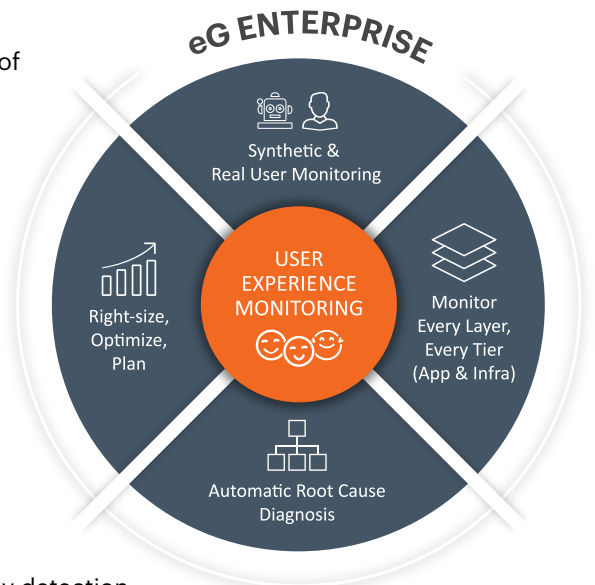 of
eG ENTERPRISE
Synthetic &
Real User Monitoring
USER
EXPERIENCE
MONITORING
Right-size,
Optimize,
Plan
Monitor
Every Layer,
Every Tier
(App & Infra)
Automatic Root Cause
Diagnosis
detection